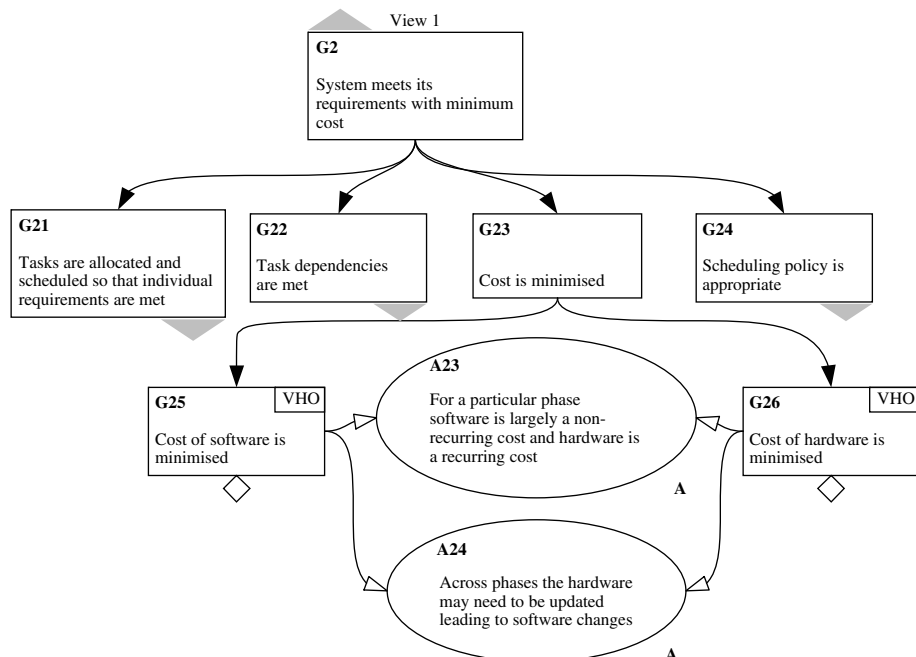 View 1
G2
System meets its
requirements with minimum
cost
G21
Tasks are allocated and
scheduled so that individual
requirements are met
G22
Task dependencies
are met
G23
Cost is minimised
G24
Scheduling policy is
appropriate
G25
VHO
Cost of software is
minimised
A23
For a particular phase
software is largely a non-
recurring cost and hardware is
a recurring cost
A
G26
VHO
Cost of hardware is
minimised
A24
Across phases the hardware
may need to be updated
leading to software changes
A